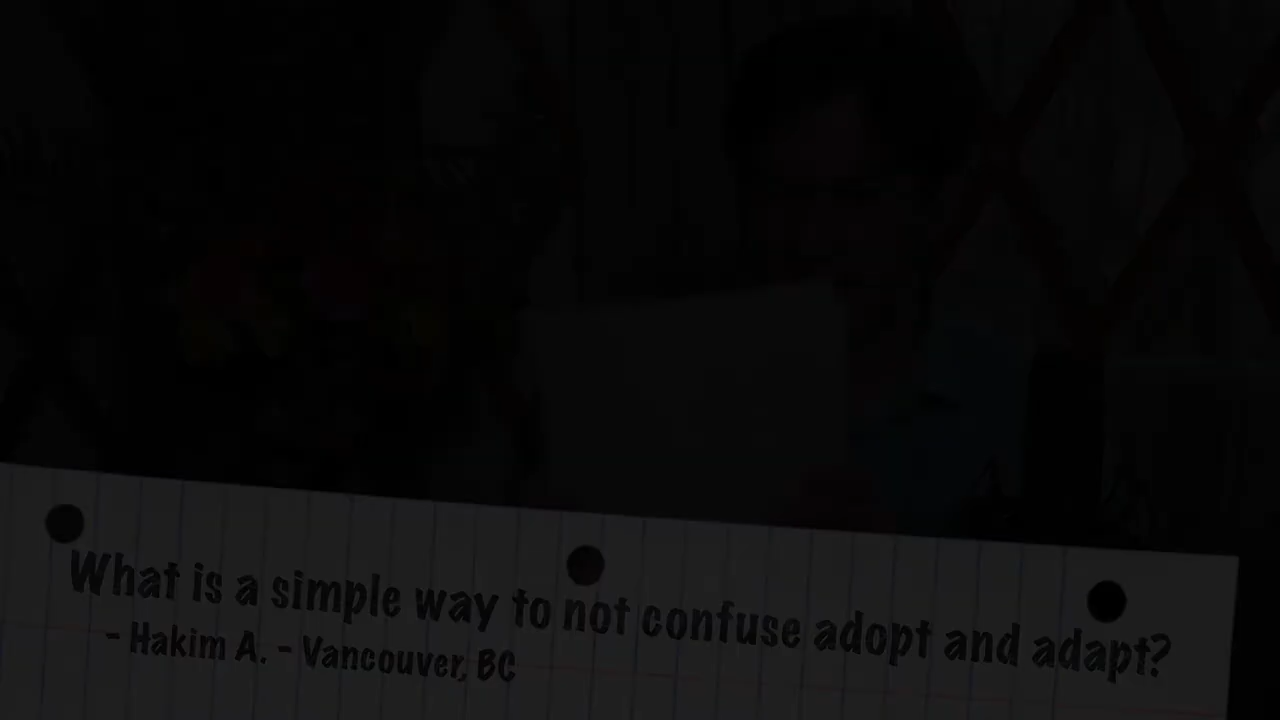 What is a simple way to not confuse adopt and adapt?
- Hakim A. - Vancouver, BC